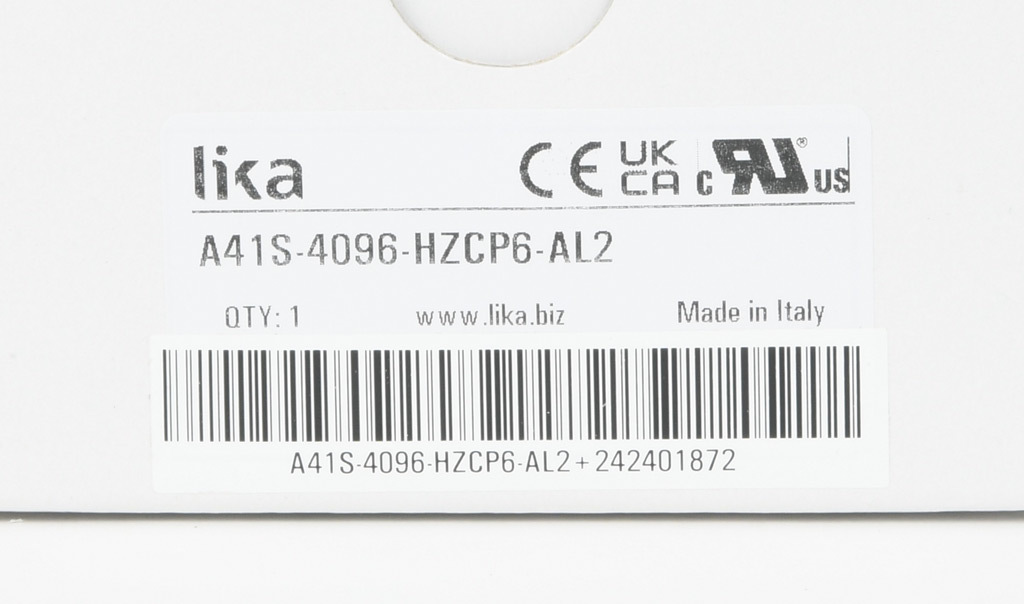 lika CE UK CA C RU® US
A41S-4096-HZCP6-AL2
QTY: 1 www.lika.biz Made in Italy
A41S-4096-HZCP6-AL2+242401872